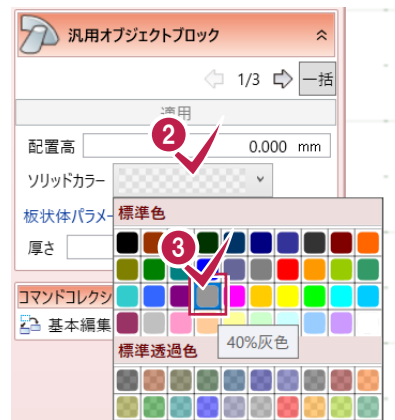 汎用オブジェクトブロック
1/3 一括
適用
2
配置高 0.000 mm
ソリッドカラー
板状体パラメー
標準色
厚さ
3
コマンドコレクシ
基本編集
40%灰色
標準透過色